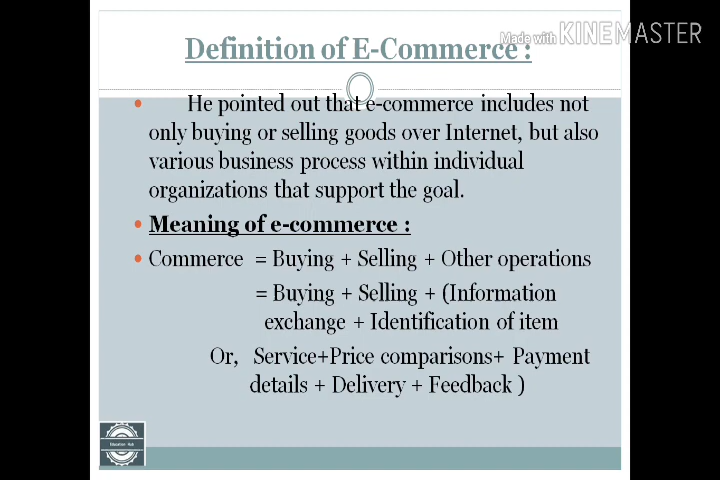 Made with KINEMASTER
Definition of E-Commerce :
• He pointed out that e-commerce includes not
only buying or selling goods over Internet, but also
various business process within individual
organizations that support the goal.
• Meaning of e-commerce :
• Commerce = Buying + Selling + Other operations
= Buying + Selling + (Information
exchange + Identification of item
Or, Service+Price comparisons+ Payment
details + Delivery + Feedback )
Education Hub